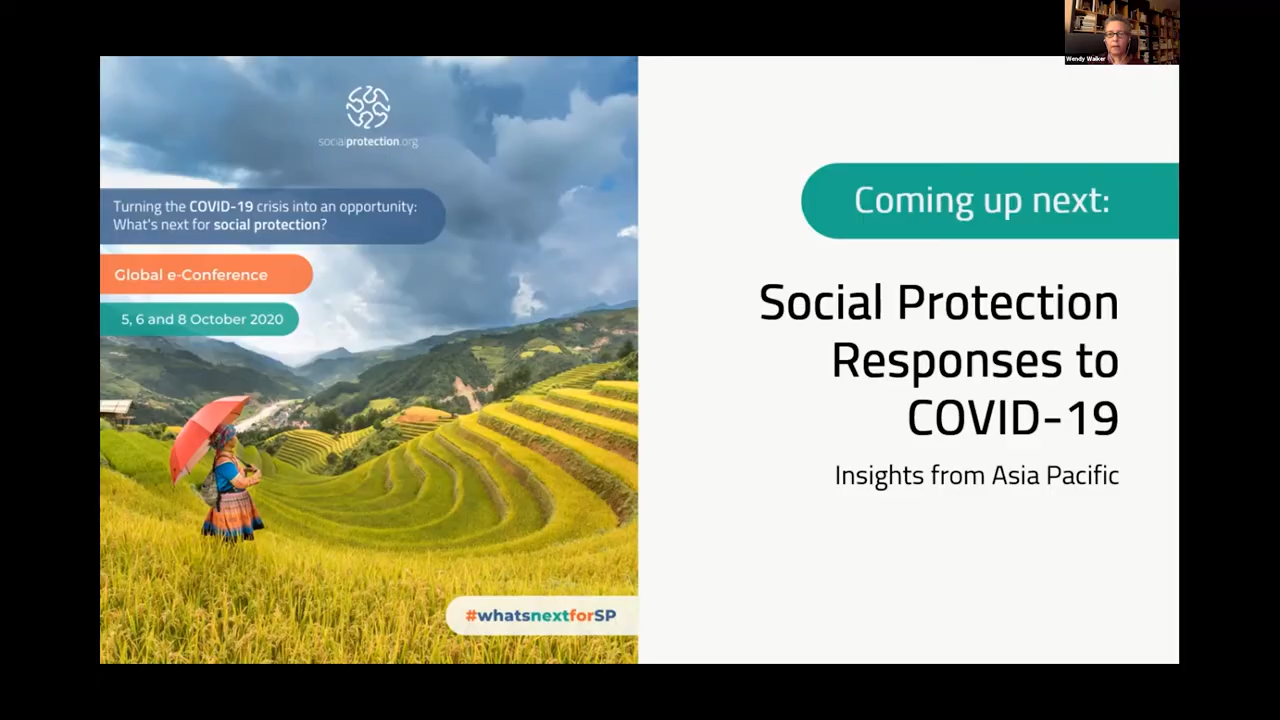 Wendy Walker
socialprotection.org
Turning the COVID-19 crisis into an opportunity:
What's next for social protection?
Global e-Conference
5, 6 and 8 October 2020
#whatsnextforSP
Coming up next:
Social Protection
Responses to
COVID-19
Insights from Asia Pacific